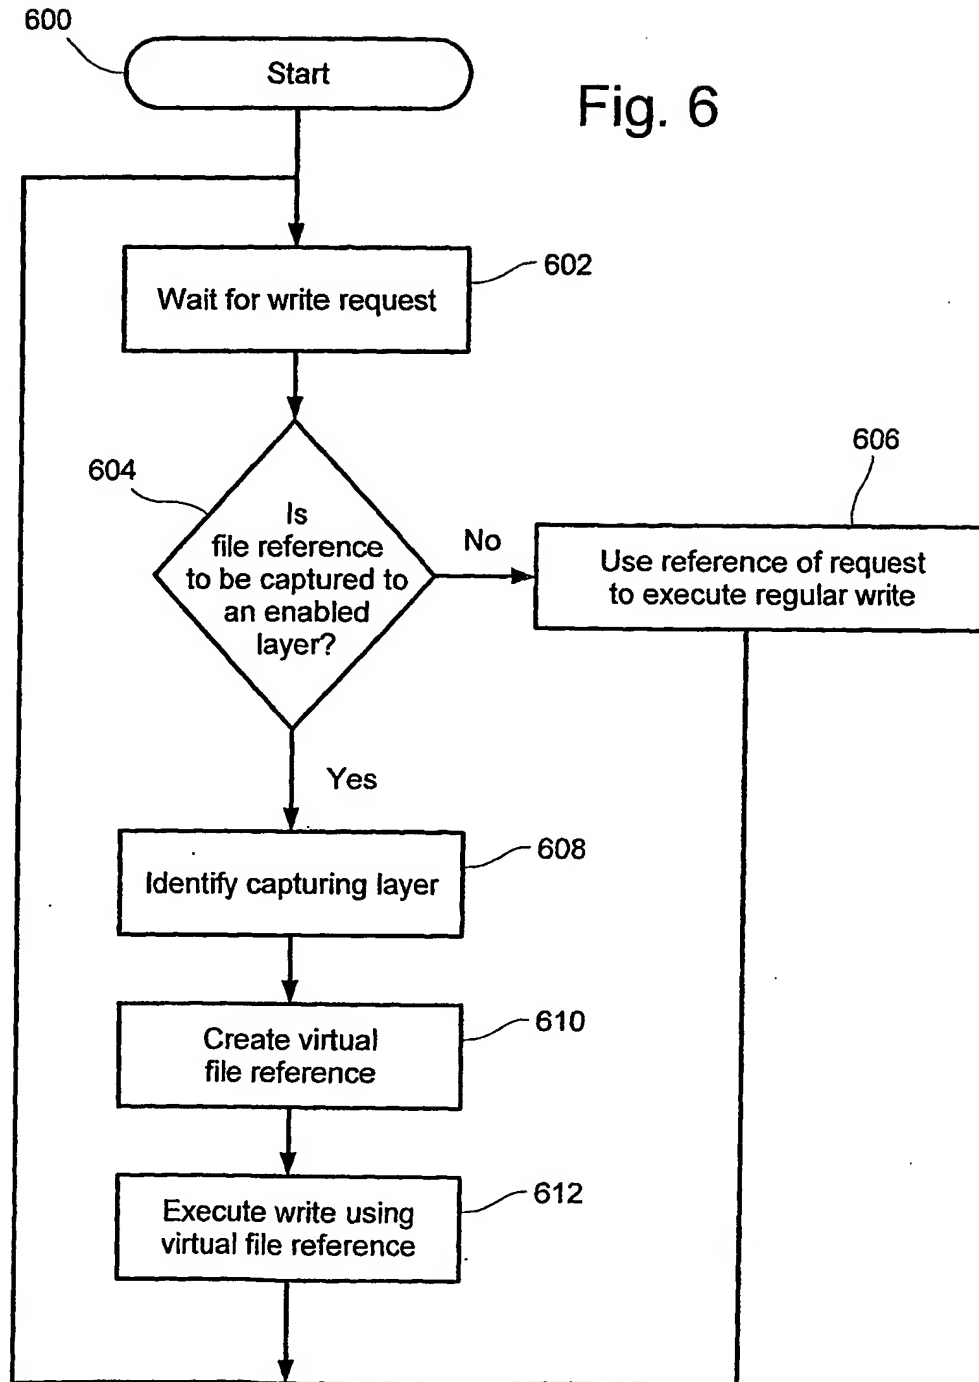 600
Start
Fig. 6
Wait for write request
602
604
Is
file reference
to be captured to
an enabled
layer?
No
606
Use reference of request
to execute regular write
Yes
Identify capturing layer
608
Create virtual
file reference
610
Execute write using
virtual file reference
612